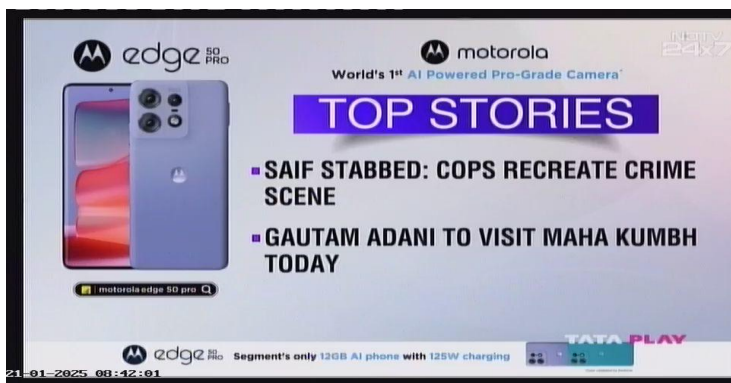 edge 50 PRO
motorola
NDTV 24x7
World's 1st AI Powered Pro-Grade Camera*
TOP STORIES
SAIF STABBED: COPS RECREATE CRIME
SCENE
GAUTAM ADANI TO VISIT MAHA KUMBH
TODAY
motorola edge 50 pro
TATA PLAY
edge 50 PRO Segment's only 12GB AI phone with 125W charging
21-01-2025 08:42:01